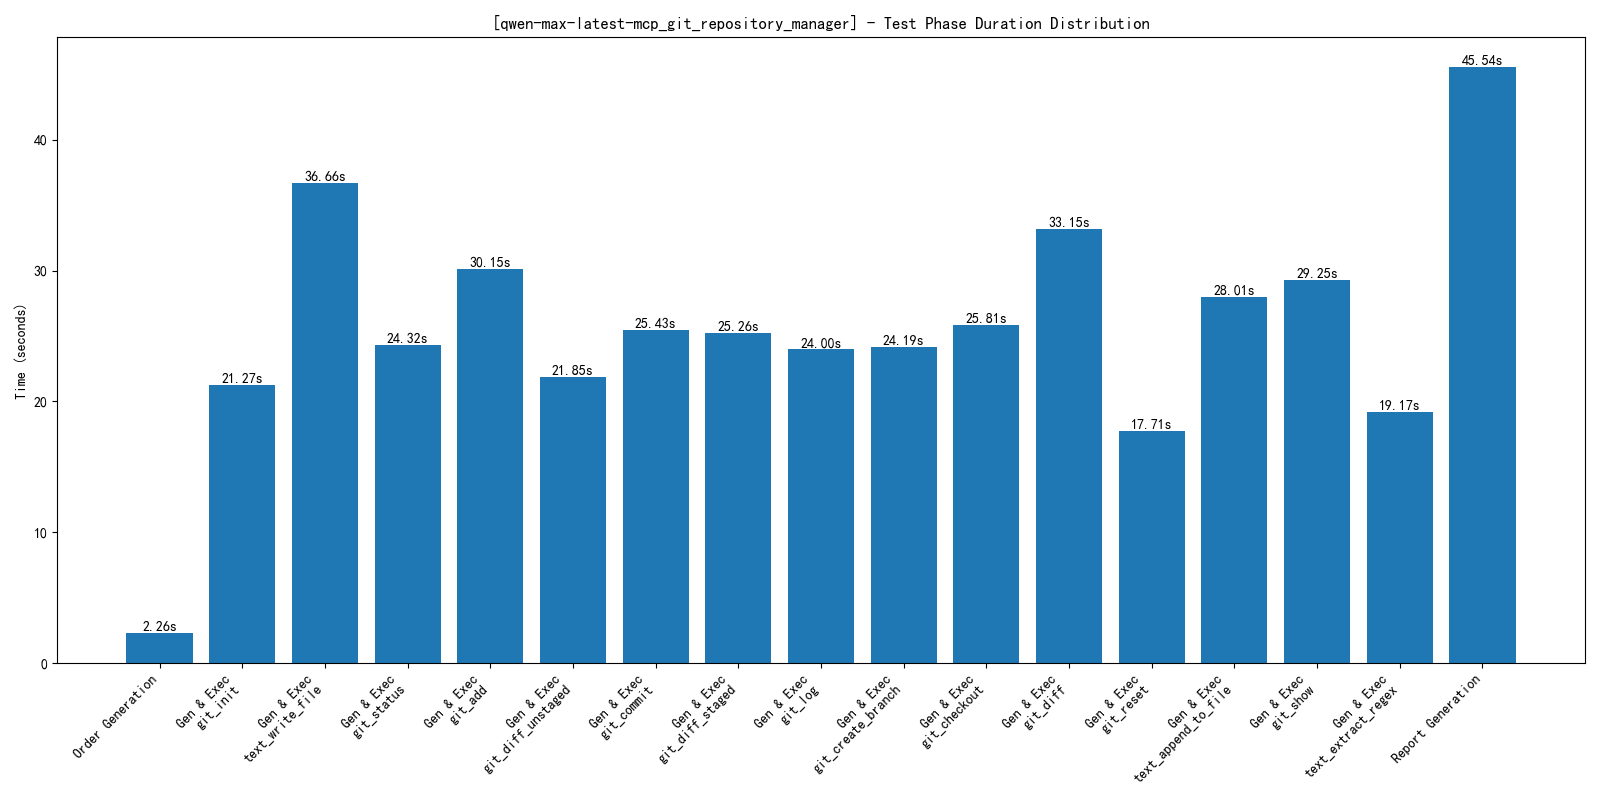 [qwen-max-latest-mcp_git_repository_manager] - Test Phase Duration Distribution
Time (seconds)
40
30
20
10
0
2.26s
21.27s
36.66s
24.32s
30.15s
21.85s
25.43s
25.26s
24.00s
24.19s
25.81s
33.15s
17.71s
28.01s
29.25s
19.17s
45.54s
Order Generation
Gen & Exec
git_init
Gen & Exec
text_write_file
Gen & Exec
git_status
Gen & Exec
git_add
Gen & Exec
git_diff_unstaged
Gen & Exec
git_commit
Gen & Exec
git_diff_staged
Gen & Exec
git_log
Gen & Exec
git_create_branch
Gen & Exec
git_checkout
Gen & Exec
git_diff
Gen & Exec
git_reset
Gen & Exec
text_append_to_file
Gen & Exec
git_show
Gen & Exec
text_extract_regex
Report Generation